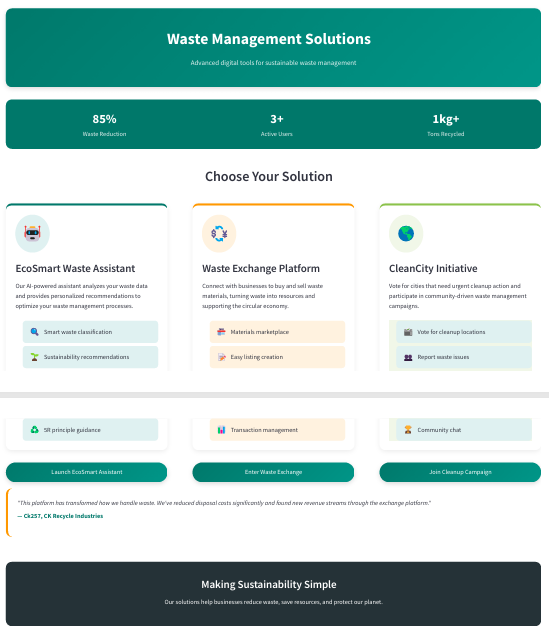 Waste Management Solutions
Advanced digital tools for sustainable waste management
85%
Waste Reduction
3+
Active Users
1kg+
Tons Recycled
Choose Your Solution
EcoSmart Waste Assistant
Our AI-powered assistant analyzes your waste data
and provides personalized recommendations to
optimize your waste management processes.
Smart waste classification
Sustainability recommendations
Waste Exchange Platform
Connect with businesses to buy and sell waste
materials, turning waste into resources and
supporting the circular economy.
Materials marketplace
Easy listing creation
CleanCity Initiative
Vote for cities that need urgent cleanup action and
participate in community-driven waste management
campaigns.
Vote for cleanup locations
Report waste issues
5R principle guidance
Transaction management
Community chat
Launch EcoSmart Assistant
Enter Waste Exchange
Join Cleanup Campaign
"This platform has transformed how we handle waste. We've reduced disposal costs significantly and found new revenue streams through the exchange platform."
— Ck257, CK Recycle Industries
Making Sustainability Simple
Our solutions help businesses reduce waste, save resources, and protect our planet.